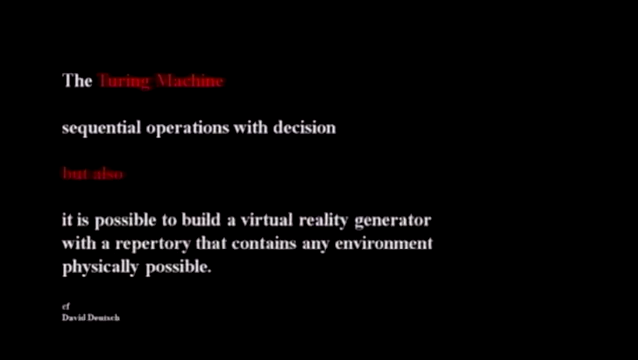 The Turing Machine
sequential operations with decision
but also
it is possible to build a virtual reality generator
with a repertory that contains any environment
physically possible.
cf
David Deutsch